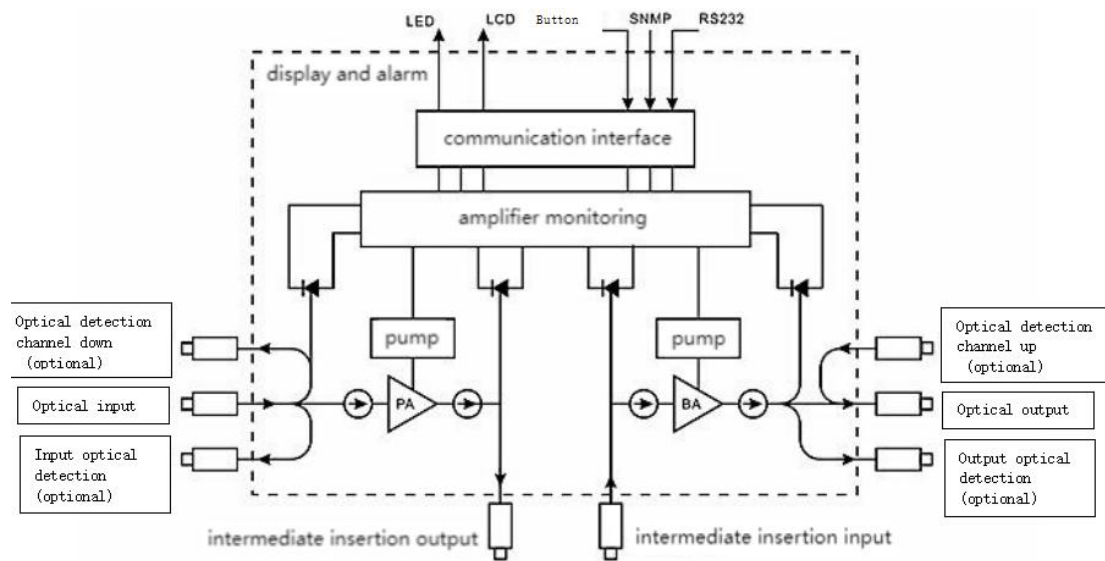 LED
LCD
Button
SNMP
RS232
display and alarm
communication interface
amplifier monitoring
Optical detection
channel down
(optional)
pump
pump
Optical detection
channel up
(optional)
Optical input
PA
BA
Optical output
Input optical
detection
(optional)
Output optical
detection
(optional)
intermediate insertion output
intermediate insertion input